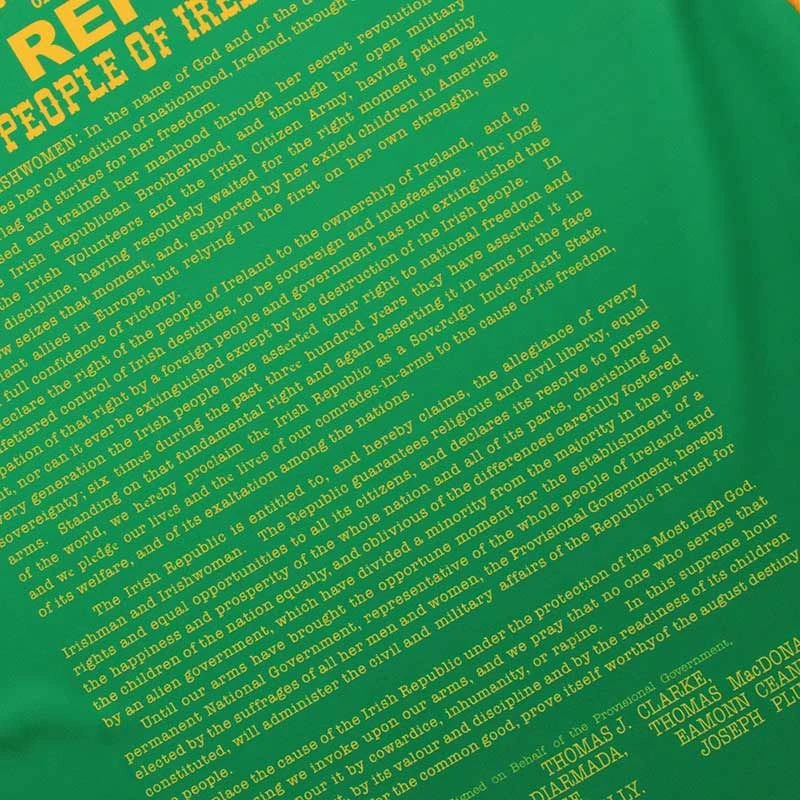 OF
REP
PEOPLE OF IREL
ISHWOMEN: In the name of God and of the d
es her old tradition of nationhood, Ireland, through
lag and strikes for her freedom.
sed and trained her manhood through her secret revolution
e Irish Republican Brotherhood, and through her open military
the Irish Volunteers and the Irish Citizen Army, having patiently
discipline, having resolutely waited for the right moment to reveal
w seizes that moment, and, supported by her exiled children in America
lant allies in Europe, but relying in the first on her own strength, she
full confidence of victory.
eclare the right of the people of Ireland to the ownership of Ireland, and to
fettered control of Irish destinies, to be sovereign and indefeasible. The long
pation of that right by a foreign people and government has not extinguished the
t, nor can it ever be extinguished except by the destruction of the Irish people. In
very generation the Irish people have asserted their right to national freedom and
sovereignty; six times during the past three hundred years they have asserted it in
arms. Standing on that fundamental right and again asserting it in arms in the face
of the world, we hereby proclaim the Irish Republic as a Sovereign Independent State,
and we pledge our lives and the lives of our comrades-in-arms to the cause of its freedom,
of its welfare, and of its exaltation among the nations.
The Irish Republic is entitled to, and hereby claims, the allegiance of every
Irishman and Irishwoman. The Republic guarantees religious and civil liberty, equal
rights and equal opportunities to all its citizens, and declares its resolve to pursue
the happiness and prosperity of the whole nation and all of its parts, cherishing all
the children of the nation equally, and oblivious of the differences carefully fostered
by an alien government, which have divided a minority from the majority in the past.
Until our arms have brought the opportune moment for the establishment of a
permanent National Government, representative of the whole people of Ireland and
elected by the suffrages of all her men and women, the Provisional Government, hereby
constituted, will administer the civil and military affairs of the Republic in trust for
e people.
lace the cause of the Irish Republic under the protection of the Most High God.
sing we invoke upon our arms, and we pray that no one who serves that
nour it by cowardice, inhumanity, or rapine. In this supreme hour
t, by its valour and discipline and by the readiness of its children
r the common good, prove itself worthy of the august destiny
igned on Behalf of the Provisional Government,
THOMAS J. CLARKE,
DIARMADA, THOMAS MacDONA
EAMONN CEANN
LLY. JOSEPH PLU